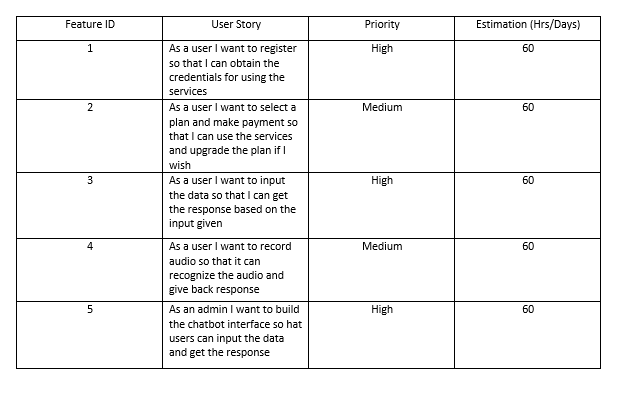 Feature ID User Story Priority Estimation (Hrs/Days)
1 As a user I want to register High 60
so that I can obtain the
credentials for using the
services
2 As a user I want to select a Medium 60
plan and make payment so
that I can use the services
and upgrade the plan if I
wish
3 As a user I want to input High 60
the data so that I can get
the response based on the
input given
4 As a user I want to record Medium 60
audio so that it can
recognize the audio and
give back response
5 As an admin I want to build High 60
the chatbot interface so hat
users can input the data
and get the response